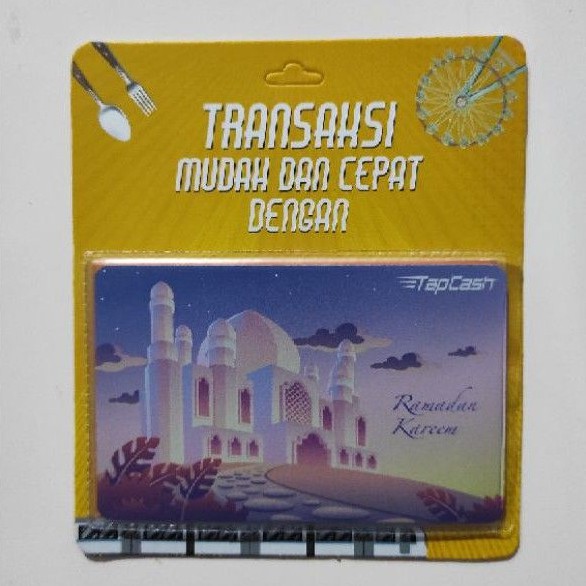 TRANSAKSI
MUDAH DAN CEPAT
DENGAN
TapCash
Ramadan
Kareem